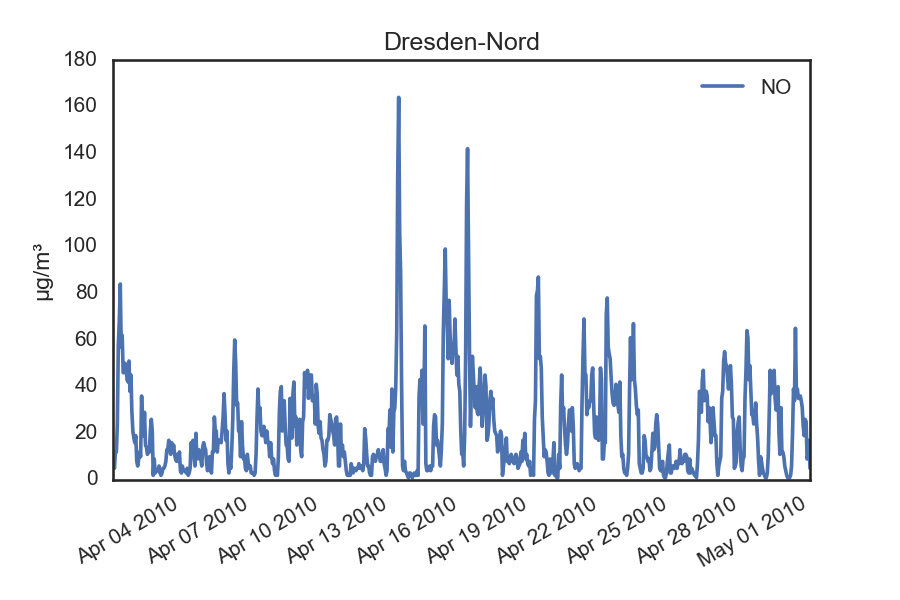 Dresden-Nord
180
160
140
120
100
80
60
40
20
0
µg/m³
NO
Apr 04 2010
Apr 07 2010
Apr 10 2010
Apr 13 2010
Apr 16 2010
Apr 19 2010
Apr 22 2010
Apr 25 2010
Apr 28 2010
May 01 2010